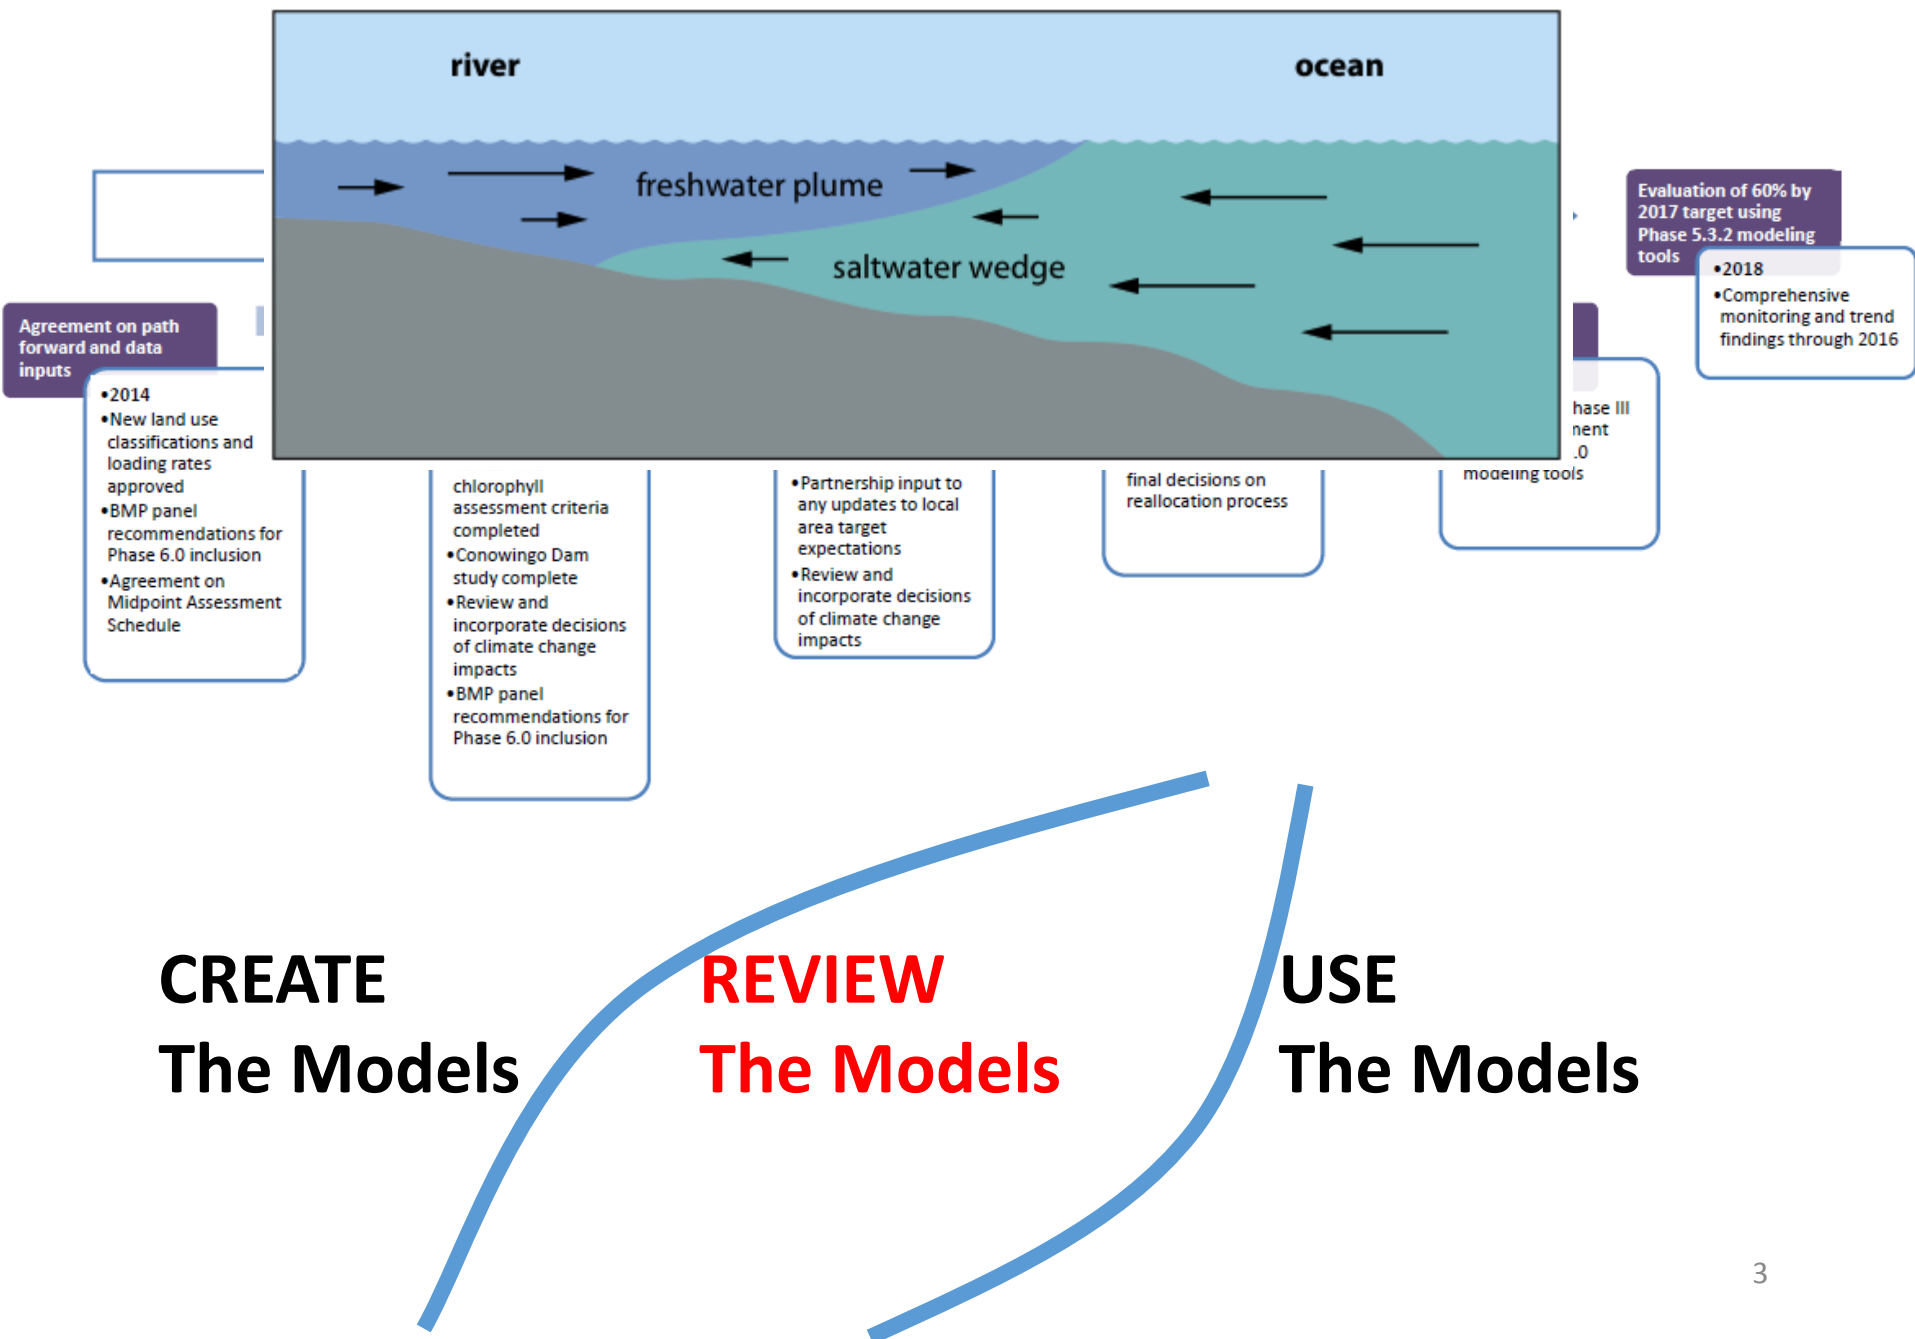 river
ocean
freshwater plume
saltwater wedge
Evaluation of 60% by
2017 target using
Phase 5.3.2 modeling
tools
•2018
•Comprehensive
monitoring and trend
findings through 2016
Agreement on path
forward and data
inputs
•2014
•New land use
classifications and
loading rates
approved
•BMP panel
recommendations for
Phase 6.0 inclusion
•Agreement on
Midpoint Assessment
Schedule
chlorophyll
assessment criteria
completed
•Conowingo Dam
study complete
•Review and
incorporate decisions
of climate change
impacts
•BMP panel
recommendations for
Phase 6.0 inclusion
•Partnership input to
any updates to local
area target
expectations
•Review and
incorporate decisions
of climate change
impacts
final decisions on
reallocation process
hase III
ment
.0
modeling tools
CREATE
The Models
REVIEW
The Models
USE
The Models
3